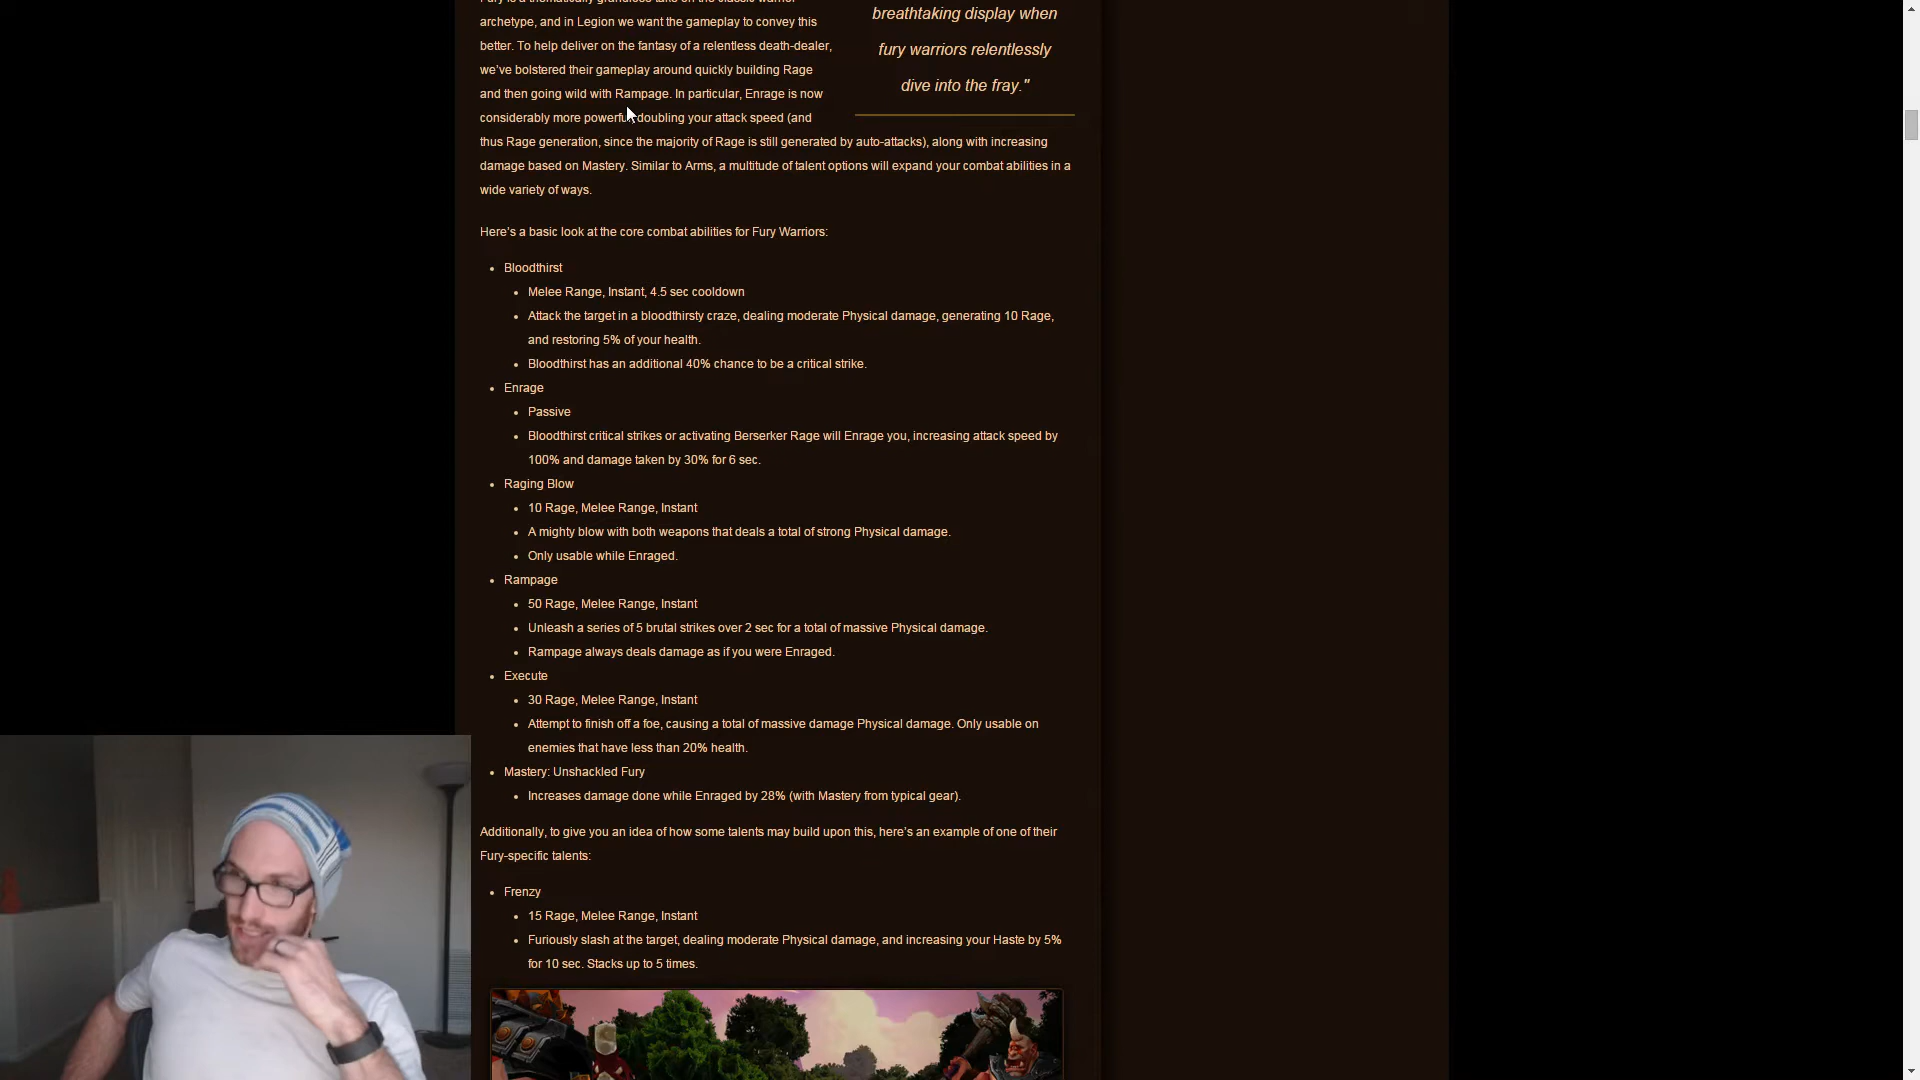 breathtaking display when
fury warriors relentlessly
dive into the fray."
archetype, and in Legion we want the gameplay to convey this
better. To help deliver on the fantasy of a relentless death-dealer,
we've bolstered their gameplay around quickly building Rage
and then going wild with Rampage. In particular, Enrage is now
considerably more powerful, doubling your attack speed (and
thus Rage generation, since the majority of Rage is still generated by auto-attacks), along with increasing
damage based on Mastery. Similar to Arms, a multitude of talent options will expand your combat abilities in a
wide variety of ways.
Here's a basic look at the core combat abilities for Fury Warriors:
Bloodthirst
Melee Range, Instant, 4.5 sec cooldown
Attack the target in a bloodthirsty craze, dealing moderate Physical damage, generating 10 Rage,
and restoring 5% of your health.
Bloodthirst has an additional 40% chance to be a critical strike.
Enrage
Passive
Bloodthirst critical strikes or activating Berserker Rage will Enrage you, increasing attack speed by
100% and damage taken by 30% for 6 sec.
Raging Blow
10 Rage, Melee Range, Instant
A mighty blow with both weapons that deals a total of strong Physical damage.
Only usable while Enraged.
Rampage
50 Rage, Melee Range, Instant
Unleash a series of 5 brutal strikes over 2 sec for a total of massive Physical damage.
Rampage always deals damage as if you were Enraged.
Execute
30 Rage, Melee Range, Instant
Attempt to finish off a foe, causing a total of massive damage Physical damage. Only usable on
enemies that have less than 20% health.
Mastery: Unshackled Fury
Increases damage done while Enraged by 28% (with Mastery from typical gear).
Additionally, to give you an idea of how some talents may build upon this, here's an example of one of their
Fury-specific talents:
Frenzy
15 Rage, Melee Range, Instant
Furiously slash at the target, dealing moderate Physical damage, and increasing your Haste by 5%
for 10 sec. Stacks up to 5 times.